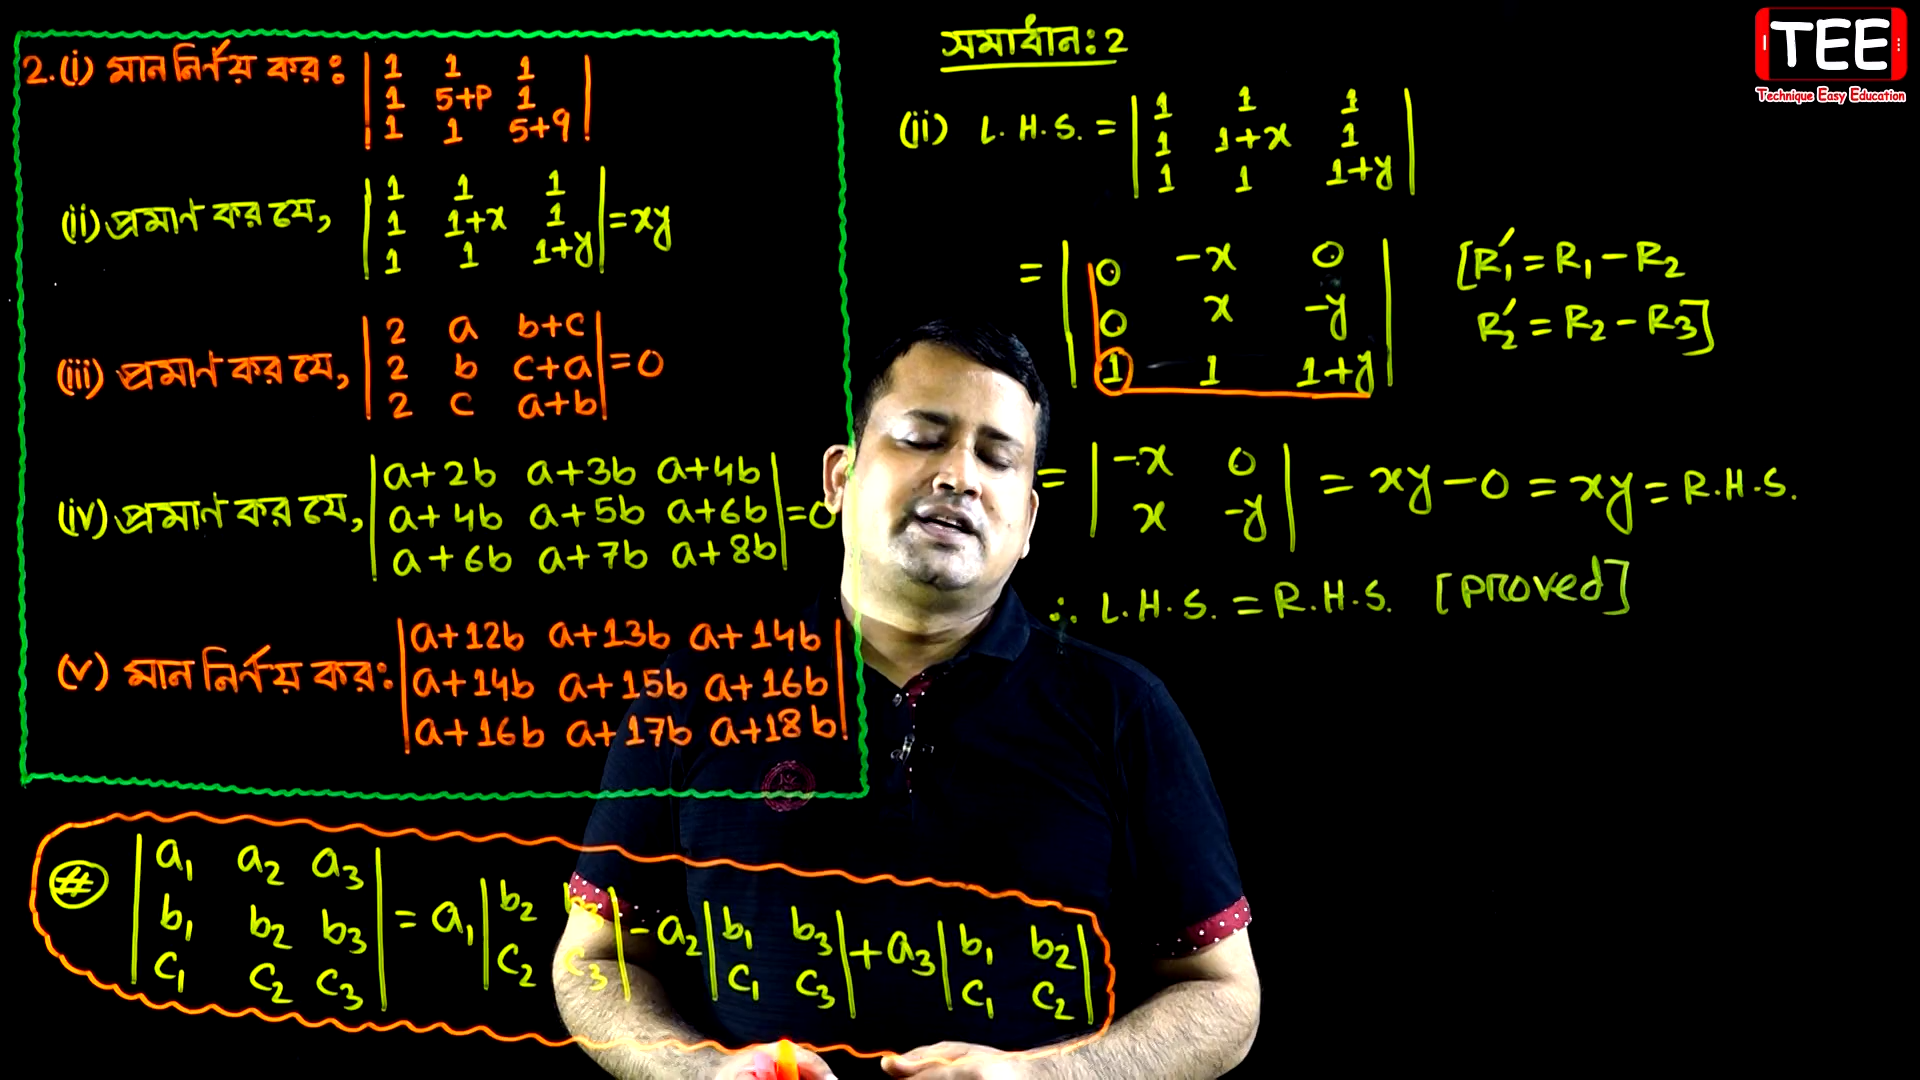 2.(i) মান নির্ণয় কর: | 1 1 1 |
| 1 5+p 1 |
| 1 1 5+q |
(ii) প্রমাণ কর যে, | 1 1 1 |
| 1 1+x 1 | = xy
| 1 1 1+y |
(iii) প্রমাণ কর যে, | 2 a b+c |
| 2 b c+a | = 0
| 2 c a+b |
(iv) প্রমাণ কর যে, | a+2b a+3b a+4b |
| a+4b a+5b a+6b | = 0
| a+6b a+7b a+8b |
(v) মান নির্ণয় কর: | a+12b a+13b a+14b |
| a+14b a+15b a+16b |
| a+16b a+17b a+18b |
# | a₁ a₂ a₃ |
| b₁ b₂ b₃ | = a₁ | b₂ | - a₂ | b₁ b₃ | + a₃ | b₁ b₂ |
| c₁ c₂ c₃ | | c₂ c₃ | | c₁ c₃ | | c₁ c₂ |
সমাধান: 2
(ii) L.H.S. = | 1 1 1 |
| 1 1+x 1 |
| 1 1 1+y |
= | 0 -x 0 | [R₁′ = R₁ - R₂
| 0 x -y | R₂′ = R₂ - R₃]
| 1 1 1+y |
= | -x 0 | = xy - 0 = xy = R.H.S.
| x -y |
∴ L.H.S. = R.H.S. [proved]
TEE
Technique Easy Education